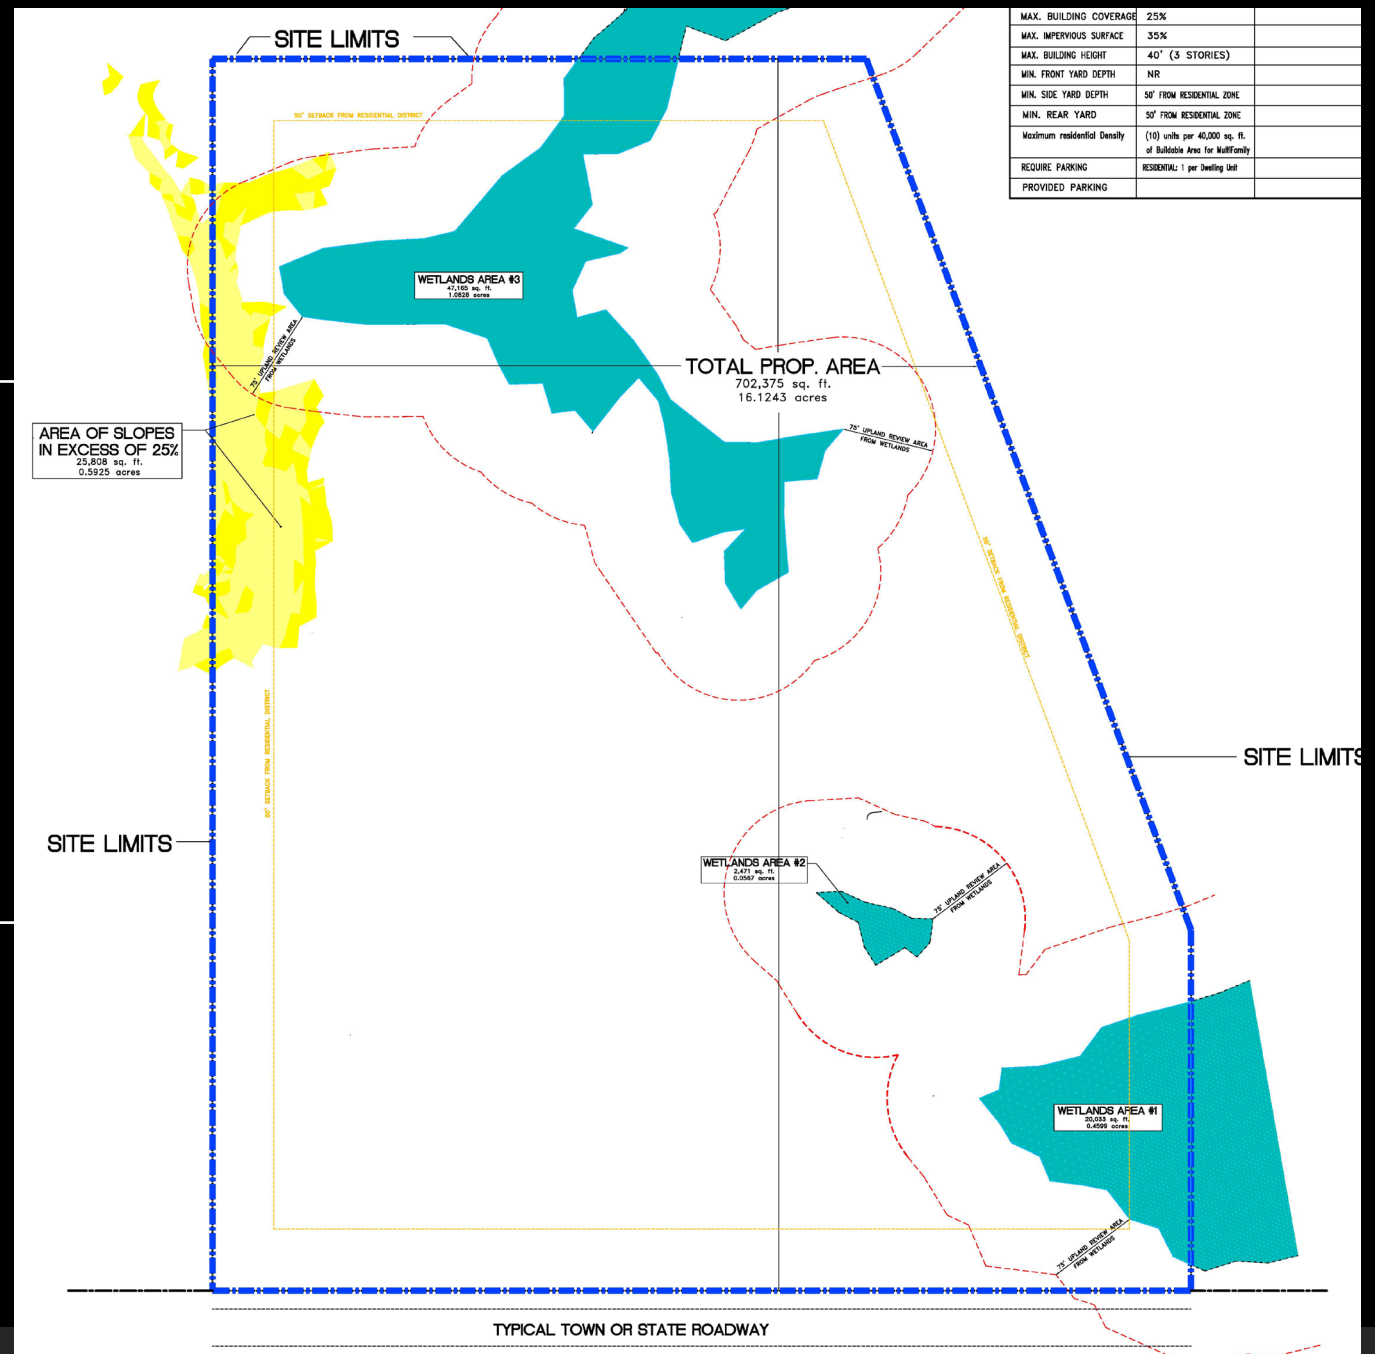 MAX. BUILDING COVERAGE 25%
MAX. IMPERVIOUS SURFACE 35%
MAX. BUILDING HEIGHT 40' (3 STORIES)
MIN. FRONT YARD DEPTH NR
MIN. SIDE YARD DEPTH 50' FROM RESIDENTIAL ZONE
MIN. REAR YARD 50' FROM RESIDENTIAL ZONE
Maximum residential Density (10) units per 40,000 sq. ft.
of Buildable Area for MultiFamily
REQUIRE PARKING RESIDENTIAL: 1 per Dwelling Unit
PROVIDED PARKING
SITE LIMITS
50' SETBACK FROM RESIDENTIAL DISTRICT
WETLANDS AREA #3
47,165 sq. ft.
1.0828 acres
75' UPLAND REVIEW AREA
FROM WETLANDS
TOTAL PROP. AREA
702,375 sq. ft.
16.1243 acres
AREA OF SLOPES
IN EXCESS OF 25%
25,808 sq. ft.
0.5925 acres
75' UPLAND REVIEW AREA
FROM WETLANDS
50' SETBACK FROM RESIDENTIAL DISTRICT
50' SETBACK FROM RESIDENTIAL DISTRICT
SITE LIMITS
SITE LIMITS
WETLANDS AREA #2
2,471 sq. ft.
0.0567 acres
75' UPLAND REVIEW AREA
FROM WETLANDS
WETLANDS AREA #1
20,033 sq. ft.
0.4599 acres
75' UPLAND REVIEW AREA
FROM WETLANDS
TYPICAL TOWN OR STATE ROADWAY